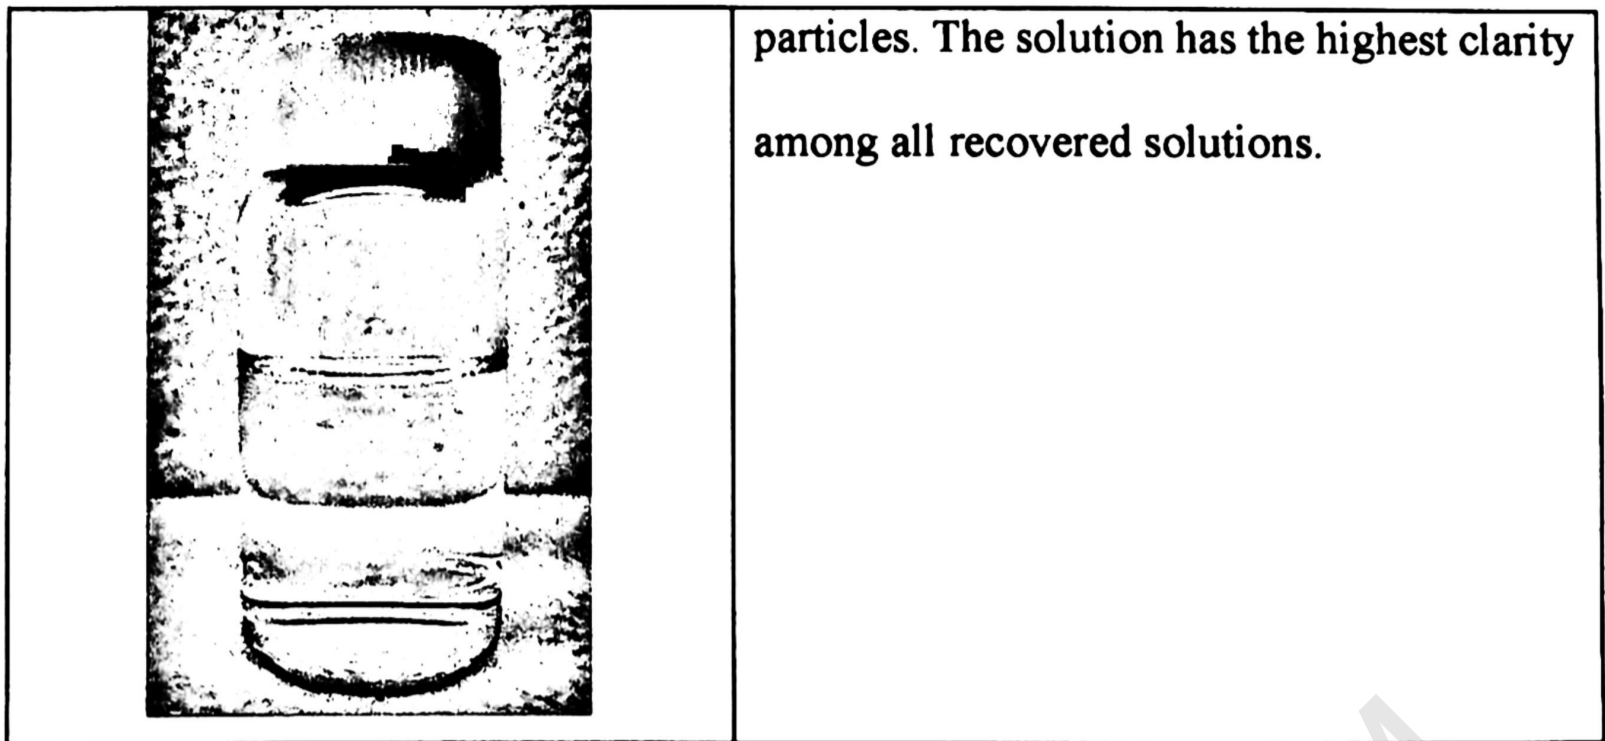 particles. The solution has the highest clarity
among all recovered solutions.